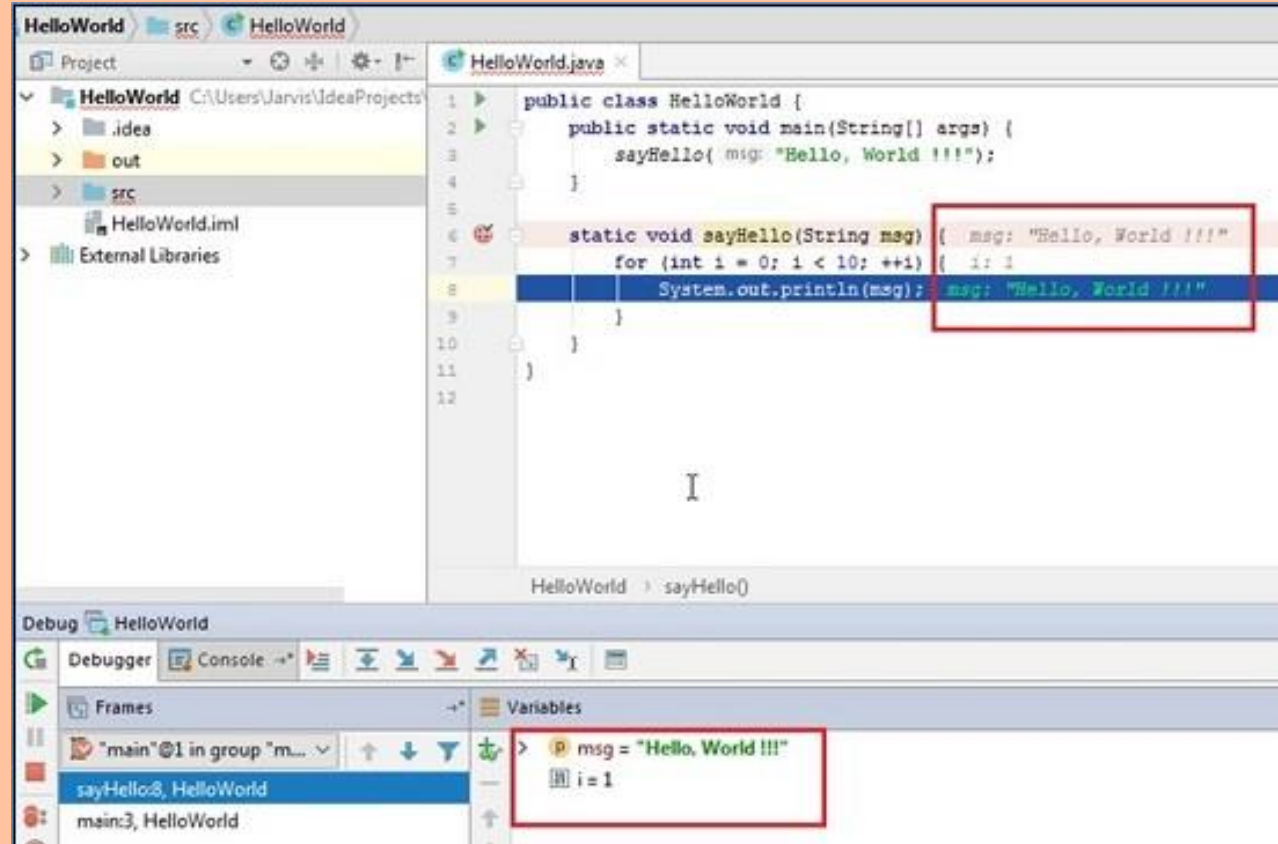 HelloWorld src HelloWorld
Project
HelloWorld.java
HelloWorld C:\Users\Jarvis\IdeaProjects\
.idea
out
src
HelloWorld.iml
External Libraries
1 public class HelloWorld {
2 public static void main(String[] args) {
3 sayHello( msg: "Hello, World !!!");
4 }
5
6 static void sayHello(String msg) { msg: "Hello, World !!!"
7 for (int i = 0; i < 10; ++i) { i: 1
8 System.out.println(msg); msg: "Hello, World !!!"
9 }
10 }
11 }
12
HelloWorld › sayHello()
Debug HelloWorld
Debugger Console
Frames
Variables
"main"@1 in group "m...
sayHello:8, HelloWorld
main:3, HelloWorld
msg = "Hello, World !!!"
i = 1